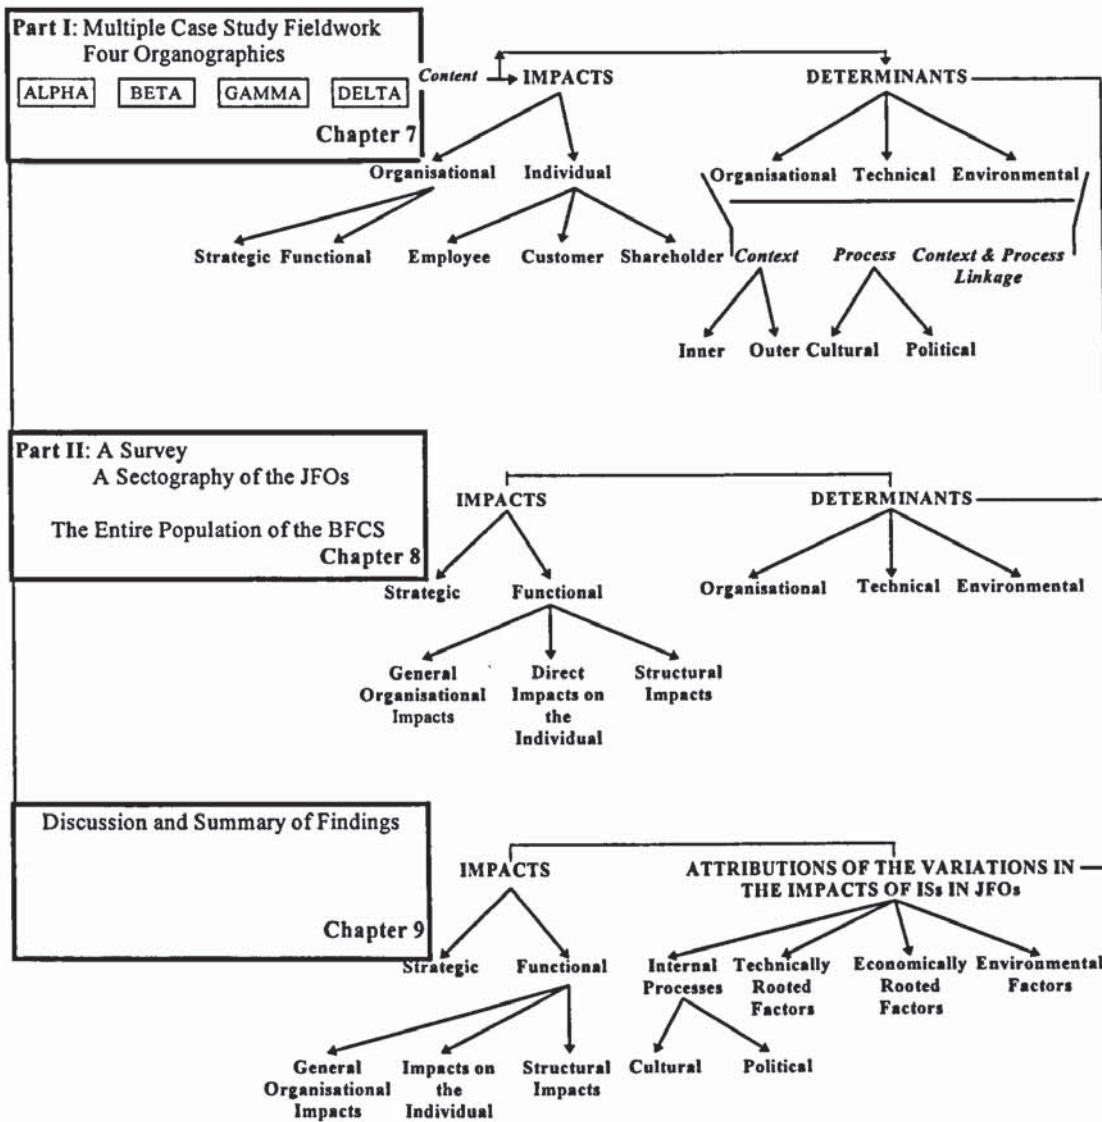 Part I: Multiple Case Study Fieldwork
Four Organographies
ALPHA BETA GAMMA DELTA
Chapter 7
Content IMPACTS DETERMINANTS
Organisational Individual Organisational Technical Environmental
Strategic Functional Employee Customer Shareholder Context Process Context & Process
Linkage
Inner Outer Cultural Political
Part II: A Survey
A Sectography of the JFOs
The Entire Population of the BFCS
Chapter 8
IMPACTS DETERMINANTS
Strategic Functional Organisational Technical Environmental
General Direct Structural
Organisational Impacts on Impacts
Impacts the
Individual
Discussion and Summary of Findings
Chapter 9
IMPACTS ATTRIBUTIONS OF THE VARIATIONS IN
THE IMPACTS OF ISs IN JFOs
Strategic Functional Internal Technically Economically Environmental
Processes Rooted Rooted Factors
Factors Factors
General Impacts on Structural Cultural Political
Organisational the Impacts
Impacts Individual